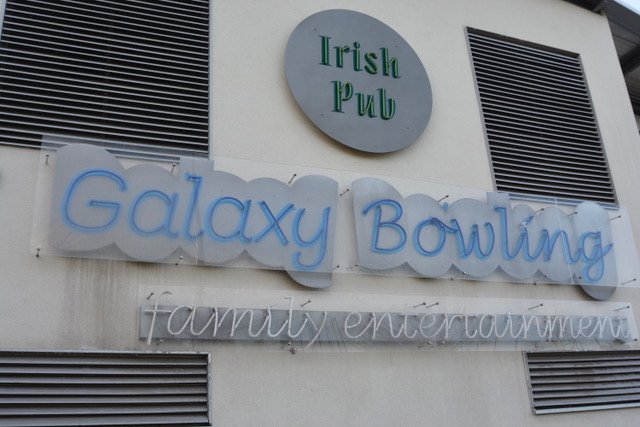 Irish
Pub
Galaxy Bowling
family entertainment